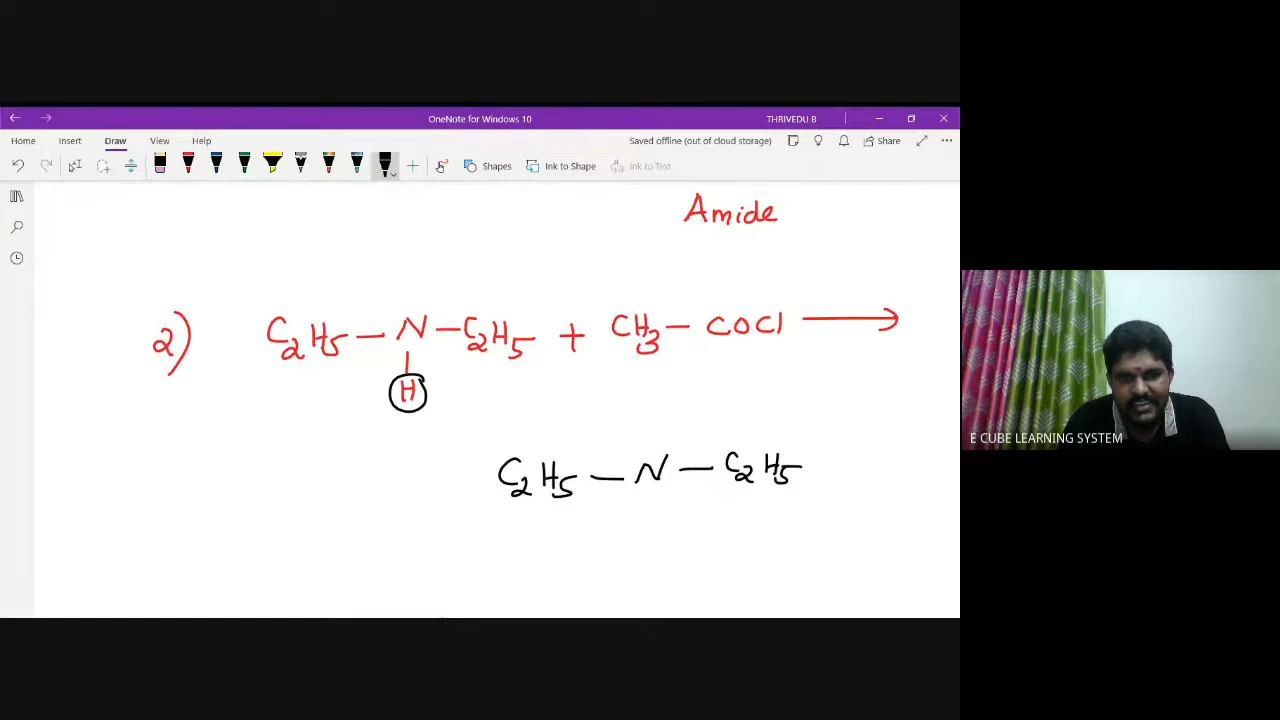 OneNote for Windows 10
THRIVEDU B
Home Insert Draw View Help
Saved offline (out of cloud storage)
Share
Shapes
Ink to Shape
Ink to Text
Amide
2) C2H5 — N — C2H5 + CH3 — COCl ⟶
H
C2H5 — N — C2H5
E CUBE LEARNING SYSTEM